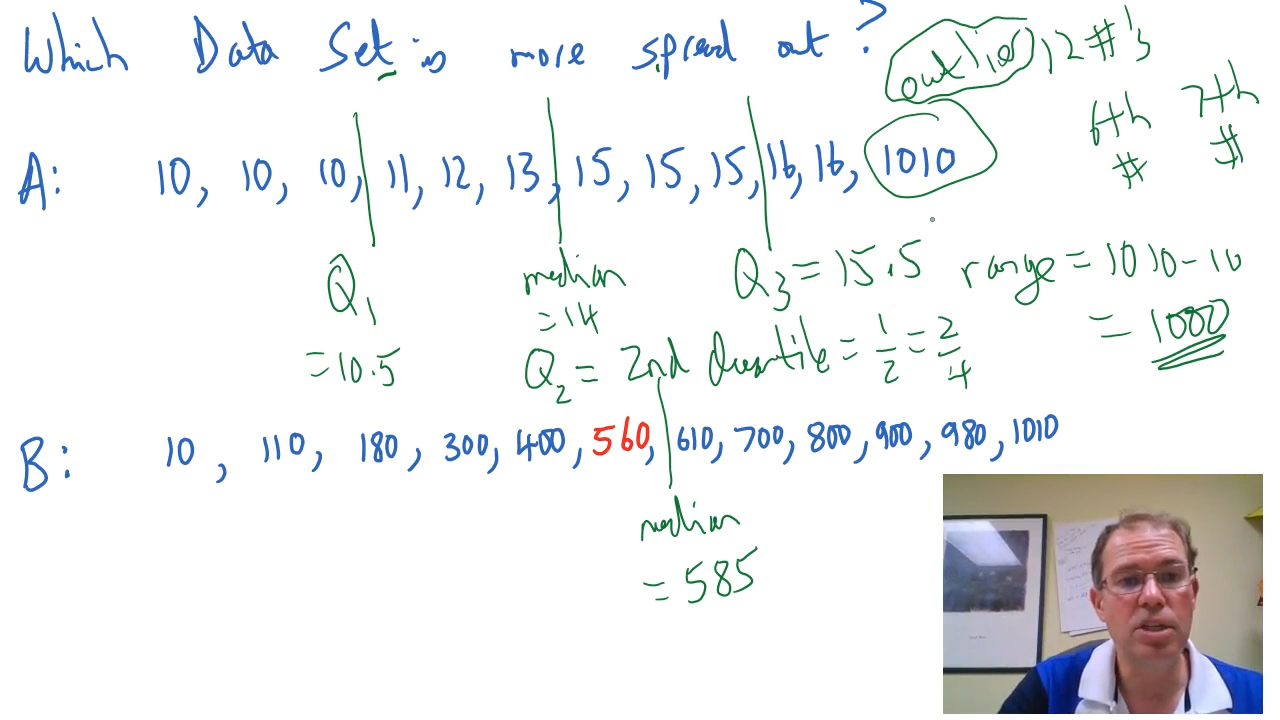 Which Data Set is more spread out?
outlier
12 #'s
6th #
7th #
A: 10, 10, 10, 11, 12, 13, 15, 15, 15, 16, 16, 1010
Q1 = 10.5
median = 14
Q3 = 15.5
range = 1010-10
= 1000
Q2 = 2nd Quartile = 1/2 = 2/4
B: 10, 110, 180, 300, 400, 560, 610, 700, 800, 900, 980, 1010
median
= 585